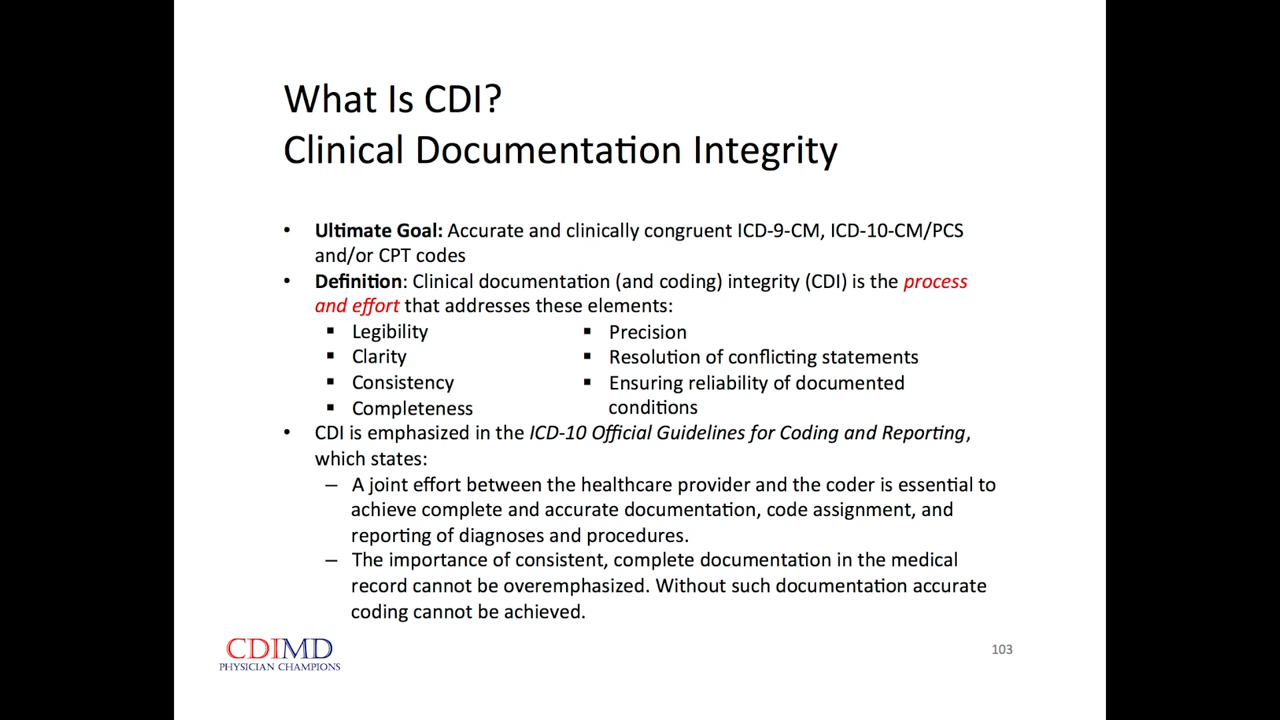 What Is CDI?
Clinical Documentation Integrity
• Ultimate Goal: Accurate and clinically congruent ICD-9-CM, ICD-10-CM/PCS
and/or CPT codes
• Definition: Clinical documentation (and coding) integrity (CDI) is the process
and effort that addresses these elements:
▪ Legibility
▪ Clarity
▪ Consistency
▪ Completeness
▪ Precision
▪ Resolution of conflicting statements
▪ Ensuring reliability of documented
conditions
• CDI is emphasized in the ICD-10 Official Guidelines for Coding and Reporting,
which states:
– A joint effort between the healthcare provider and the coder is essential to
achieve complete and accurate documentation, code assignment, and
reporting of diagnoses and procedures.
– The importance of consistent, complete documentation in the medical
record cannot be overemphasized. Without such documentation accurate
coding cannot be achieved.
CDIMD
PHYSICIAN CHAMPIONS
103